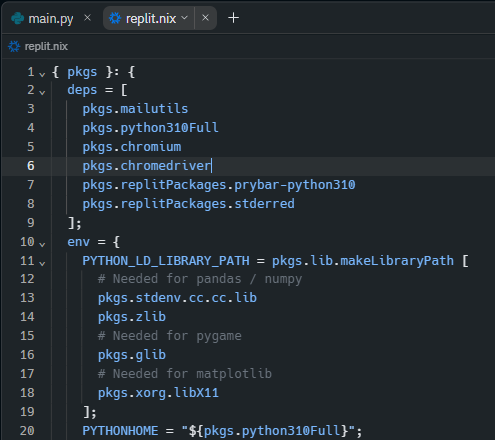 main.py × replit.nix × +
replit.nix
1 { pkgs }: {
2 deps = [
3 pkgs.mailutils
4 pkgs.python310Full
5 pkgs.chromium
6 pkgs.chromedriver
7 pkgs.replitPackages.prybar-python310
8 pkgs.replitPackages.stderred
9 ];
10 env = {
11 PYTHON_LD_LIBRARY_PATH = pkgs.lib.makeLibraryPath [
12 # Needed for pandas / numpy
13 pkgs.stdenv.cc.cc.lib
14 pkgs.zlib
15 # Needed for pygame
16 pkgs.glib
17 # Needed for matplotlib
18 pkgs.xorg.libX11
19 ];
20 PYTHONHOME = "${pkgs.python310Full}";